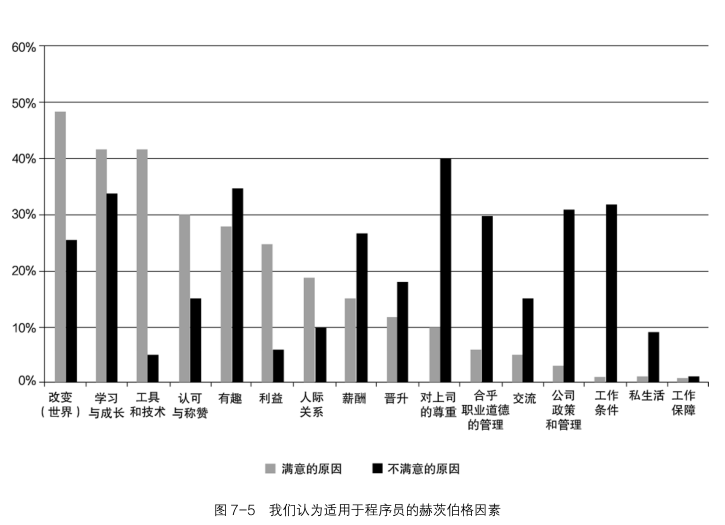 60%
50%
40%
30%
20%
10%
0%
改变
（世界）
学习
与成长
工具
和技术
认可
与称赞
有趣
利益
人际
关系
薪酬
晋升
对上司
的尊重
合乎
职业道德
的管理
交流
公司
政策
和管理
工作
条件
私生活
工作
保障
满意的原因
不满意的原因
图 7-5 我们认为适用于程序员的赫茨伯格因素